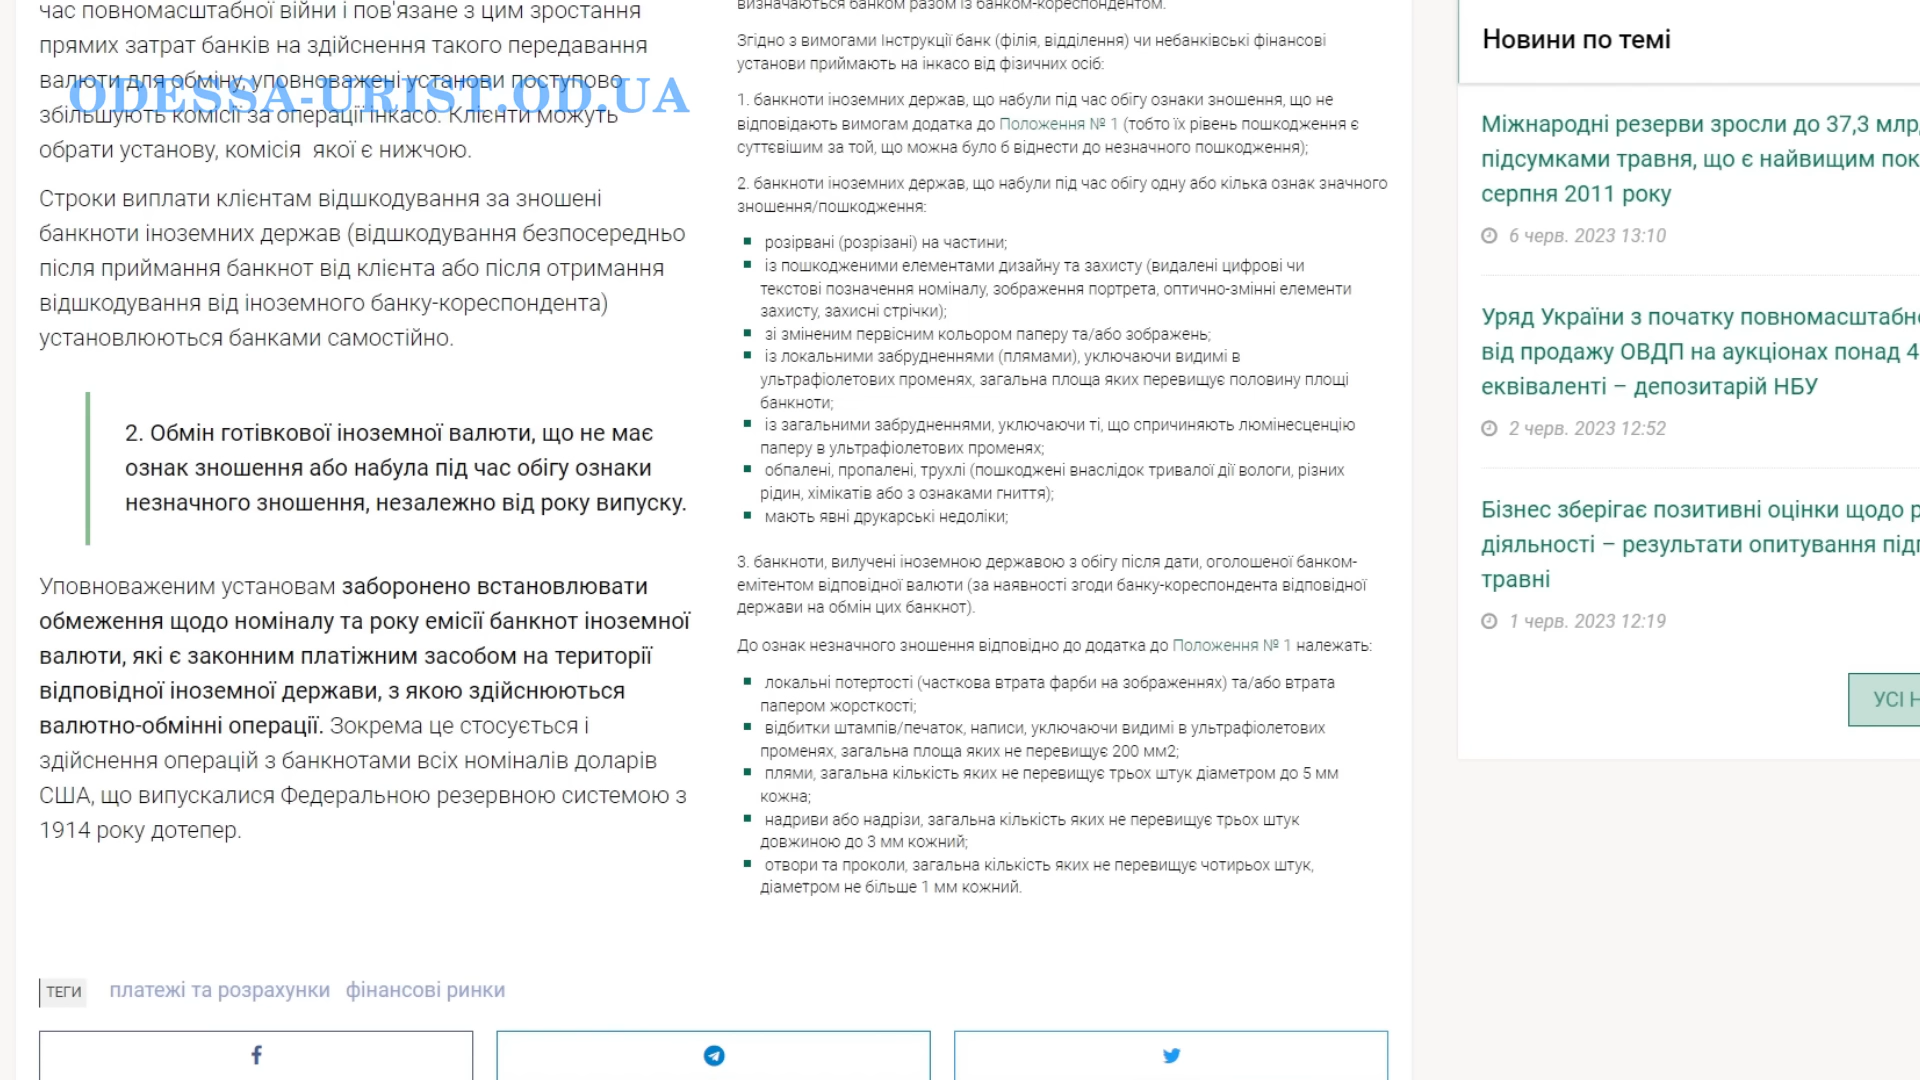 час повномасштабної війни і пов'язане з цим зростання
прямих затрат банків на здійснення такого передавання
валюти для обміну, уповноважені установи поступово
ODESSA-URIST.OD.UA
збільшують комісії за операції інкасо. Клієнти можуть
обрати установу, комісія якої є нижчою.
Строки виплати клієнтам відшкодування за зношені
банкноти іноземних держав (відшкодування безпосередньо
після приймання банкнот від клієнта або після отримання
відшкодування від іноземного банку-кореспондента)
установлюються банками самостійно.
2. Обмін готівкової іноземної валюти, що не має
ознак зношення або набула під час обігу ознаки
незначного зношення, незалежно від року випуску.
Уповноваженим установам заборонено встановлювати
обмеження щодо номіналу та року емісії банкнот іноземної
валюти, які є законним платіжним засобом на території
відповідної іноземної держави, з якою здійснюються
валютно-обмінні операції. Зокрема це стосується і
здійснення операцій з банкнотами всіх номіналів доларів
США, що випускалися Федеральною резервною системою з
1914 року дотепер.
визначаються банком разом із банком-кореспондентом.
Згідно з вимогами Інструкції банк (філія, відділення) чи небанківські фінансові
установи приймають на інкасо від фізичних осіб:
1. банкноти іноземних держав, що набули під час обігу ознаки зношення, що не
відповідають вимогам додатка до Положення № 1 (тобто їх рівень пошкодження є
суттєвішим за той, що можна було б віднести до незначного пошкодження);
2. банкноти іноземних держав, що набули під час обігу одну або кілька ознак значного
зношення/пошкодження:
розірвані (розрізані) на частини;
із пошкодженими елементами дизайну та захисту (видалені цифрові чи
текстові позначення номіналу, зображення портрета, оптично-змінні елементи
захисту, захисні стрічки);
зі зміненим первісним кольором паперу та/або зображень;
із локальними забрудненнями (плямами), уключаючи видимі в
ультрафіолетових променях, загальна площа яких перевищує половину площі
банкноти;
із загальними забрудненнями, уключаючи ті, що спричиняють люмінесценцію
паперу в ультрафіолетових променях;
обпалені, пропалені, трухлі (пошкоджені внаслідок тривалої дії вологи, різних
рідин, хімікатів або з ознаками гниття);
мають явні друкарські недоліки;
3. банкноти, вилучені іноземною державою з обігу після дати, оголошеної банком-
емітентом відповідної валюти (за наявності згоди банку-кореспондента відповідної
держави на обмін цих банкнот).
До ознак незначного зношення відповідно до додатка до Положення № 1 належать:
локальні потертості (часткова втрата фарби на зображеннях) та/або втрата
папером жорсткості;
відбитки штампів/печаток, написи, уключаючи видимі в ультрафіолетових
променях, загальна площа яких не перевищує 200 мм2;
плями, загальна кількість яких не перевищує трьох штук діаметром до 5 мм
кожна;
надриви або надрізи, загальна кількість яких не перевищує трьох штук
довжиною до 3 мм кожний;
отвори та проколи, загальна кількість яких не перевищує чотирьох штук,
діаметром не більше 1 мм кожний.
Новини по темі
Міжнародні резерви зросли до 37,3 млрд
підсумками травня, що є найвищим пок
серпня 2011 року
6 черв. 2023 13:10
Уряд України з початку повномасштабно
від продажу ОВДП на аукціонах понад 4
еквіваленті – депозитарій НБУ
2 черв. 2023 12:52
Бізнес зберігає позитивні оцінки щодо р
діяльності – результати опитування підп
травні
1 черв. 2023 12:19
УСІ Н
ТЕГИ платежі та розрахунки фінансові ринки